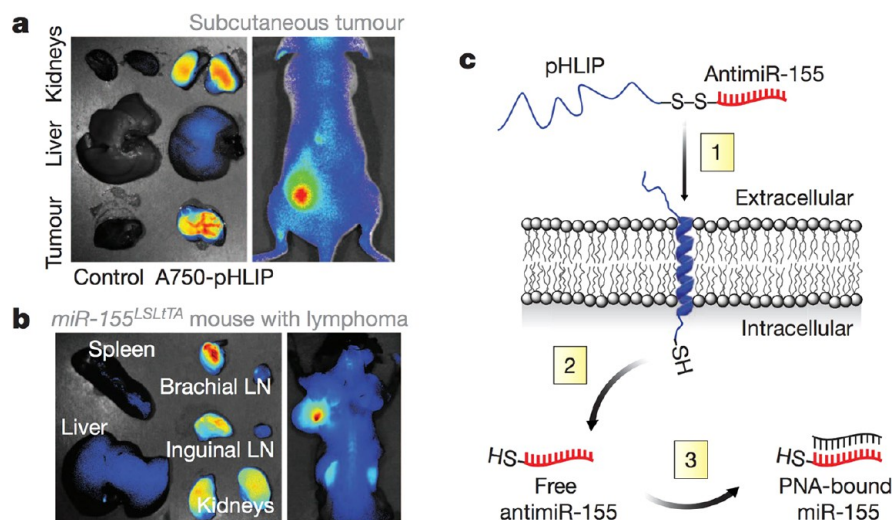 a
Subcutaneous tumour
Kidneys
Liver
Tumour
Control A750-pHLIP
b
miR-155LSLtTA mouse with lymphoma
Spleen
Brachial LN
Liver
Inguinal LN
Kidneys
c
pHLIP
AntimiR-155
S–S
1
Extracellular
Intracellular
SH
2
HS
Free
antimiR-155
3
HS
PNA-bound
miR-155